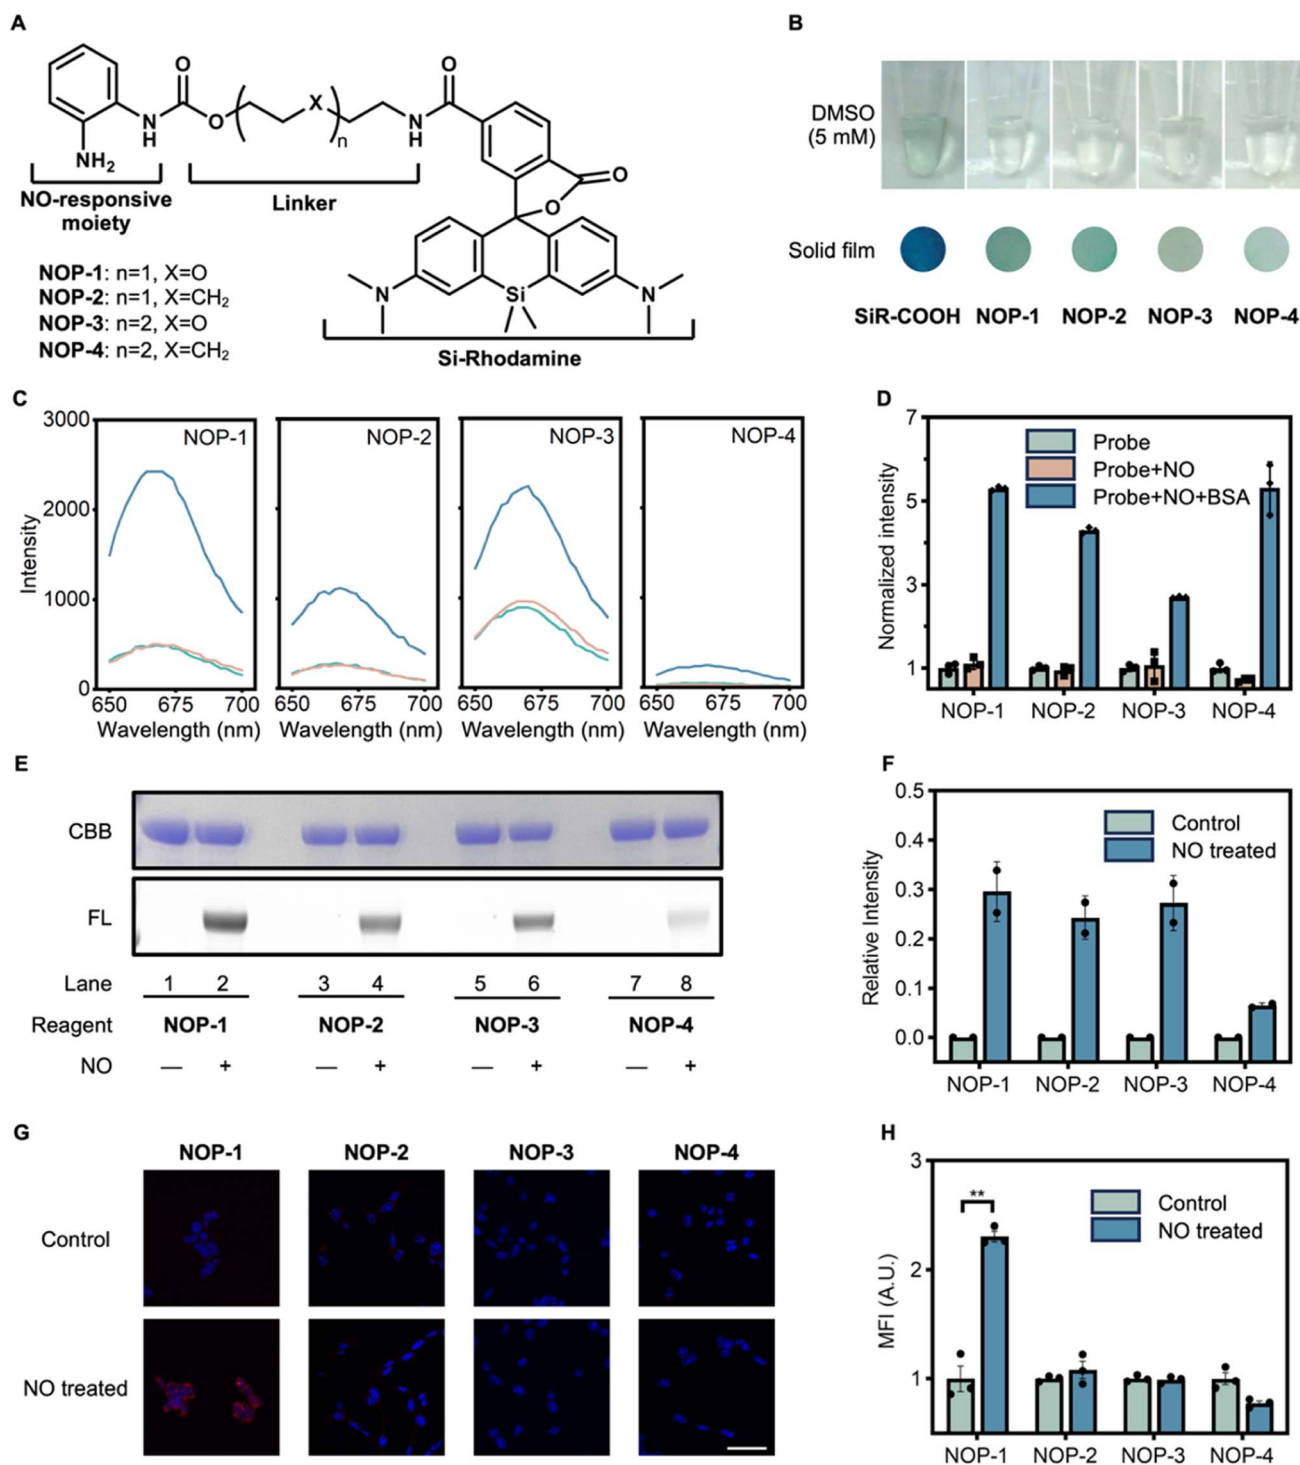 A
O
O
X
N
H
O
n
N
H
NH2
O
O
NO-responsive
moiety
Linker
N
Si
N
Si-Rhodamine
NOP-1: n=1, X=O
NOP-2: n=1, X=CH2
NOP-3: n=2, X=O
NOP-4: n=2, X=CH2
B
DMSO
(5 mM)
Solid film
SiR-COOH NOP-1 NOP-2 NOP-3 NOP-4
C
3000
2000
1000
0
Intensity
NOP-1 NOP-2 NOP-3 NOP-4
650 675 700 650 675 700 650 675 700 650 675 700
Wavelength (nm) Wavelength (nm) Wavelength (nm) Wavelength (nm)
D
7
5
3
1
Normalized intensity
Probe
Probe+NO
Probe+NO+BSA
NOP-1 NOP-2 NOP-3 NOP-4
E
CBB
FL
Lane 1 2 3 4 5 6 7 8
Reagent NOP-1 NOP-2 NOP-3 NOP-4
NO — + — + — + — +
F
0.5
0.4
0.3
0.2
0.1
0.0
Relative Intensity
Control
NO treated
NOP-1 NOP-2 NOP-3 NOP-4
G
NOP-1 NOP-2 NOP-3 NOP-4
Control
NO treated
H
3
2
1
MFI (A.U.)
**
Control
NO treated
NOP-1 NOP-2 NOP-3 NOP-4